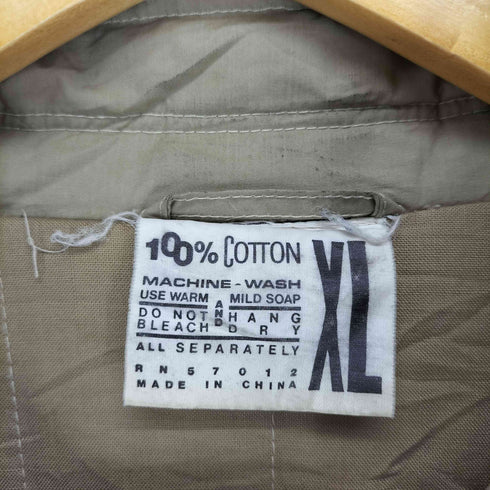 100% COTTON
XL
MACHINE-WASH
USE WARM AND MILD SOAP
DO NOT HANG
BLEACH DRY
ALL SEPARATELY
RN 57012
MADE IN CHINA